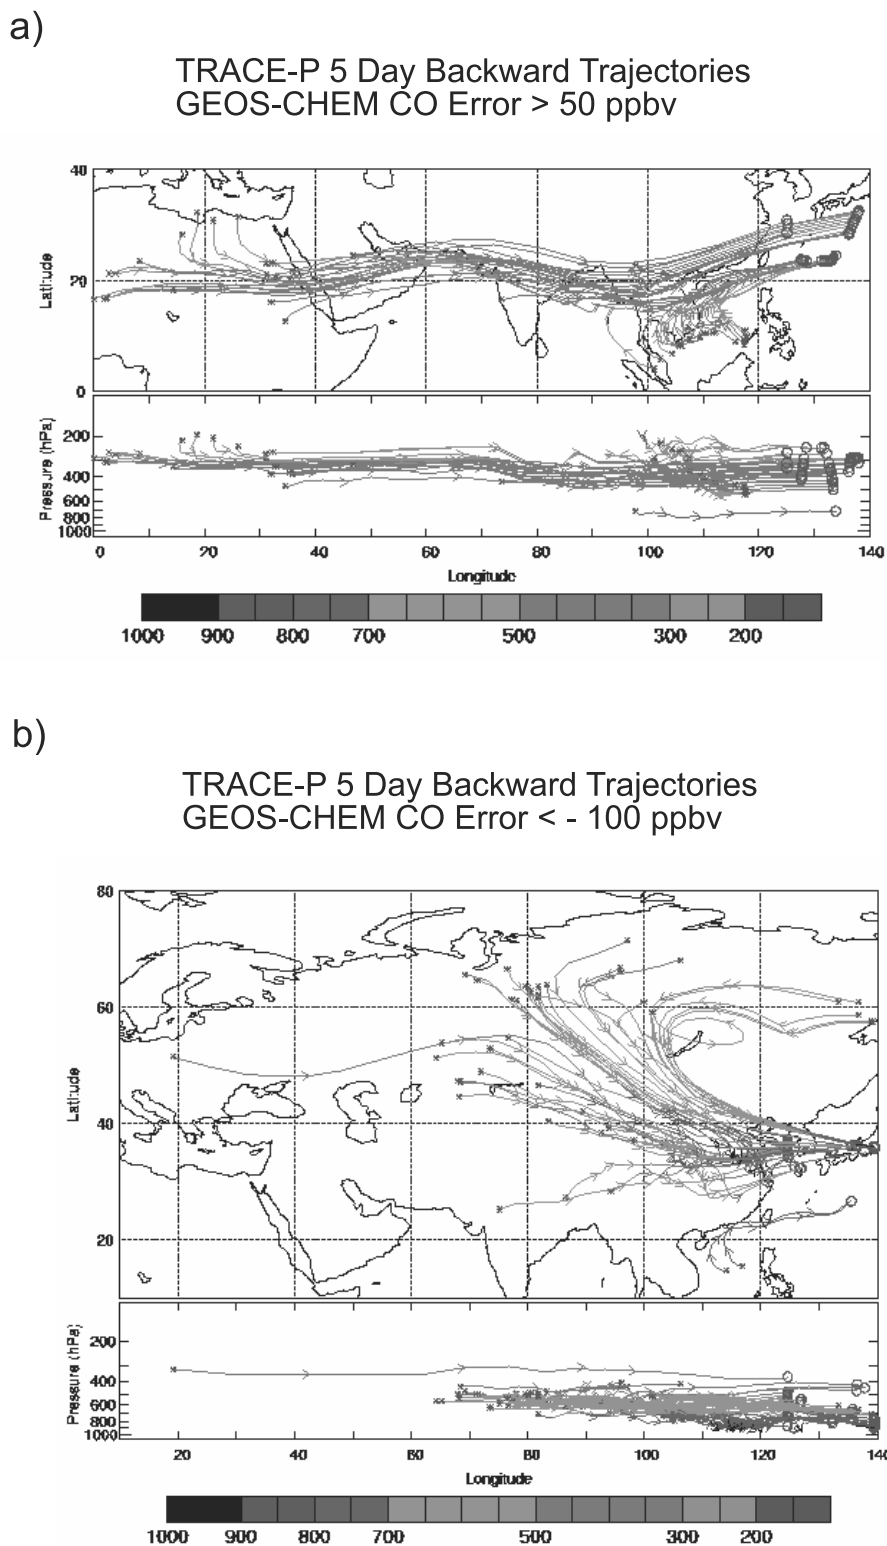 a)
TRACE-P 5 Day Backward Trajectories
GEOS-CHEM CO Error > 50 ppbv
40
20
0
Latitude
200
400
600
800
1000
Pressure (hPa)
0 20 40 60 80 100 120 140
Longitude
1000 900 800 700 500 300 200
b)
TRACE-P 5 Day Backward Trajectories
GEOS-CHEM CO Error < - 100 ppbv
80
60
40
20
Latitude
200
400
600
800
1000
Pressure (hPa)
20 40 60 80 100 120 140
Longitude
1000 900 800 700 500 300 200